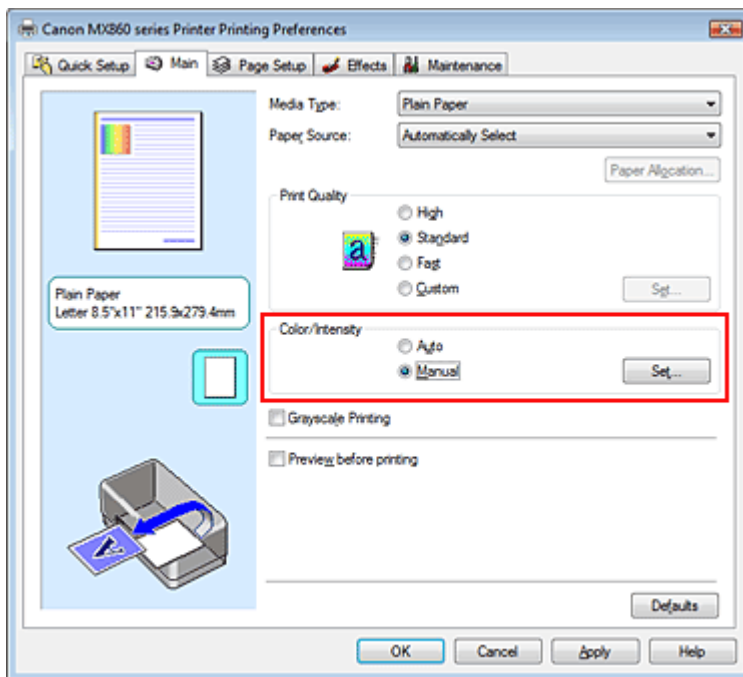 Canon MX860 series Printer Printing Preferences
Quick Setup Main Page Setup Effects Maintenance
Media Type: Plain Paper
Paper Source: Automatically Select
Paper Allocation...
Print Quality
High
a
Standard
Fast
Custom Set...
Plain Paper
Letter 8.5"x11" 215.9x279.4mm
Color/Intensity
Auto
Manual Set...
Grayscale Printing
Preview before printing
Defaults
OK Cancel Apply Help